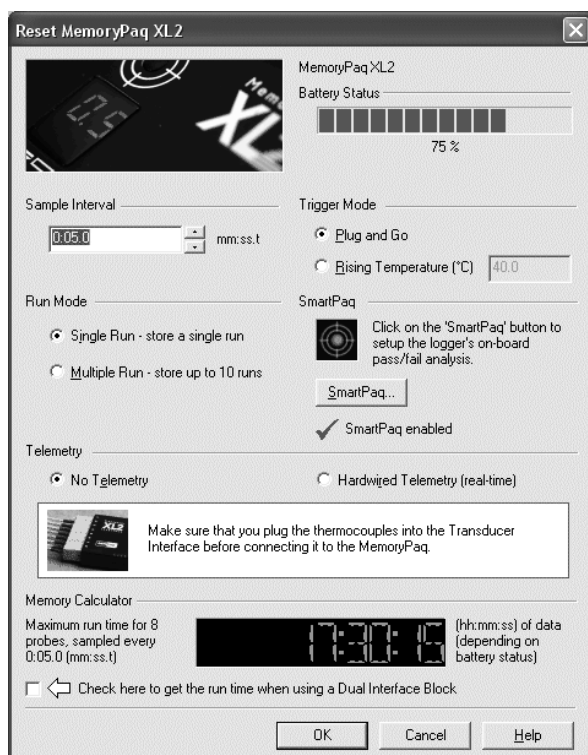 Reset MemoryPaq XL2
MemoryPaq XL2
Battery Status
75 %
0.5
XL2
Sample Interval
0:05.0
mm:ss.t
Trigger Mode
Plug and Go
Rising Temperature (°C)
40.0
Run Mode
Single Run - store a single run
Multiple Run - store up to 10 runs
SmartPaq
Click on the 'SmartPaq' button to
setup the logger's on-board
pass/fail analysis.
SmartPaq...
SmartPaq enabled
Telemetry
No Telemetry
Hardwired Telemetry (real-time)
XL2
Make sure that you plug the thermocouples into the Transducer
Interface before connecting it to the MemoryPaq.
Memory Calculator
Maximum run time for 8
probes, sampled every
0:05.0 (mm:ss.t)
17:30:15
(hh:mm:ss) of data
(depending on
battery status)
Check here to get the run time when using a Dual Interface Block
OK
Cancel
Help